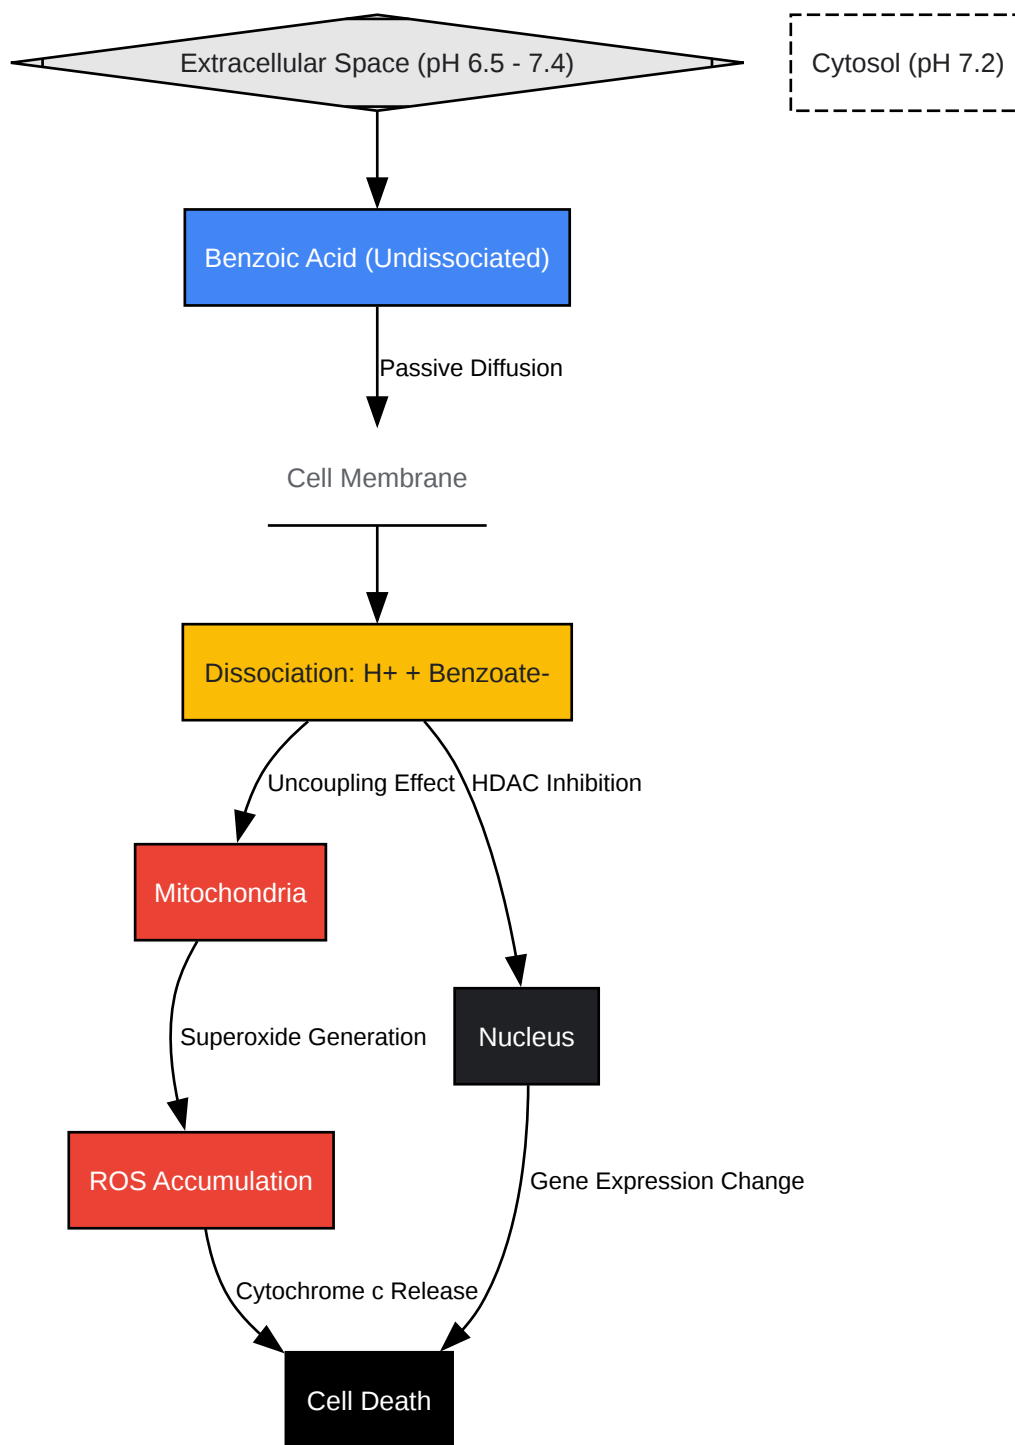 Extracellular Space (pH 6.5 - 7.4)
Cytosol (pH 7.2)
Benzoic Acid (Undissociated)
Passive Diffusion
Cell Membrane
Dissociation: H+ + Benzoate-
Uncoupling Effect
HDAC Inhibition
Mitochondria
Superoxide Generation
Nucleus
ROS Accumulation
Gene Expression Change
Cytochrome c Release
Cell Death